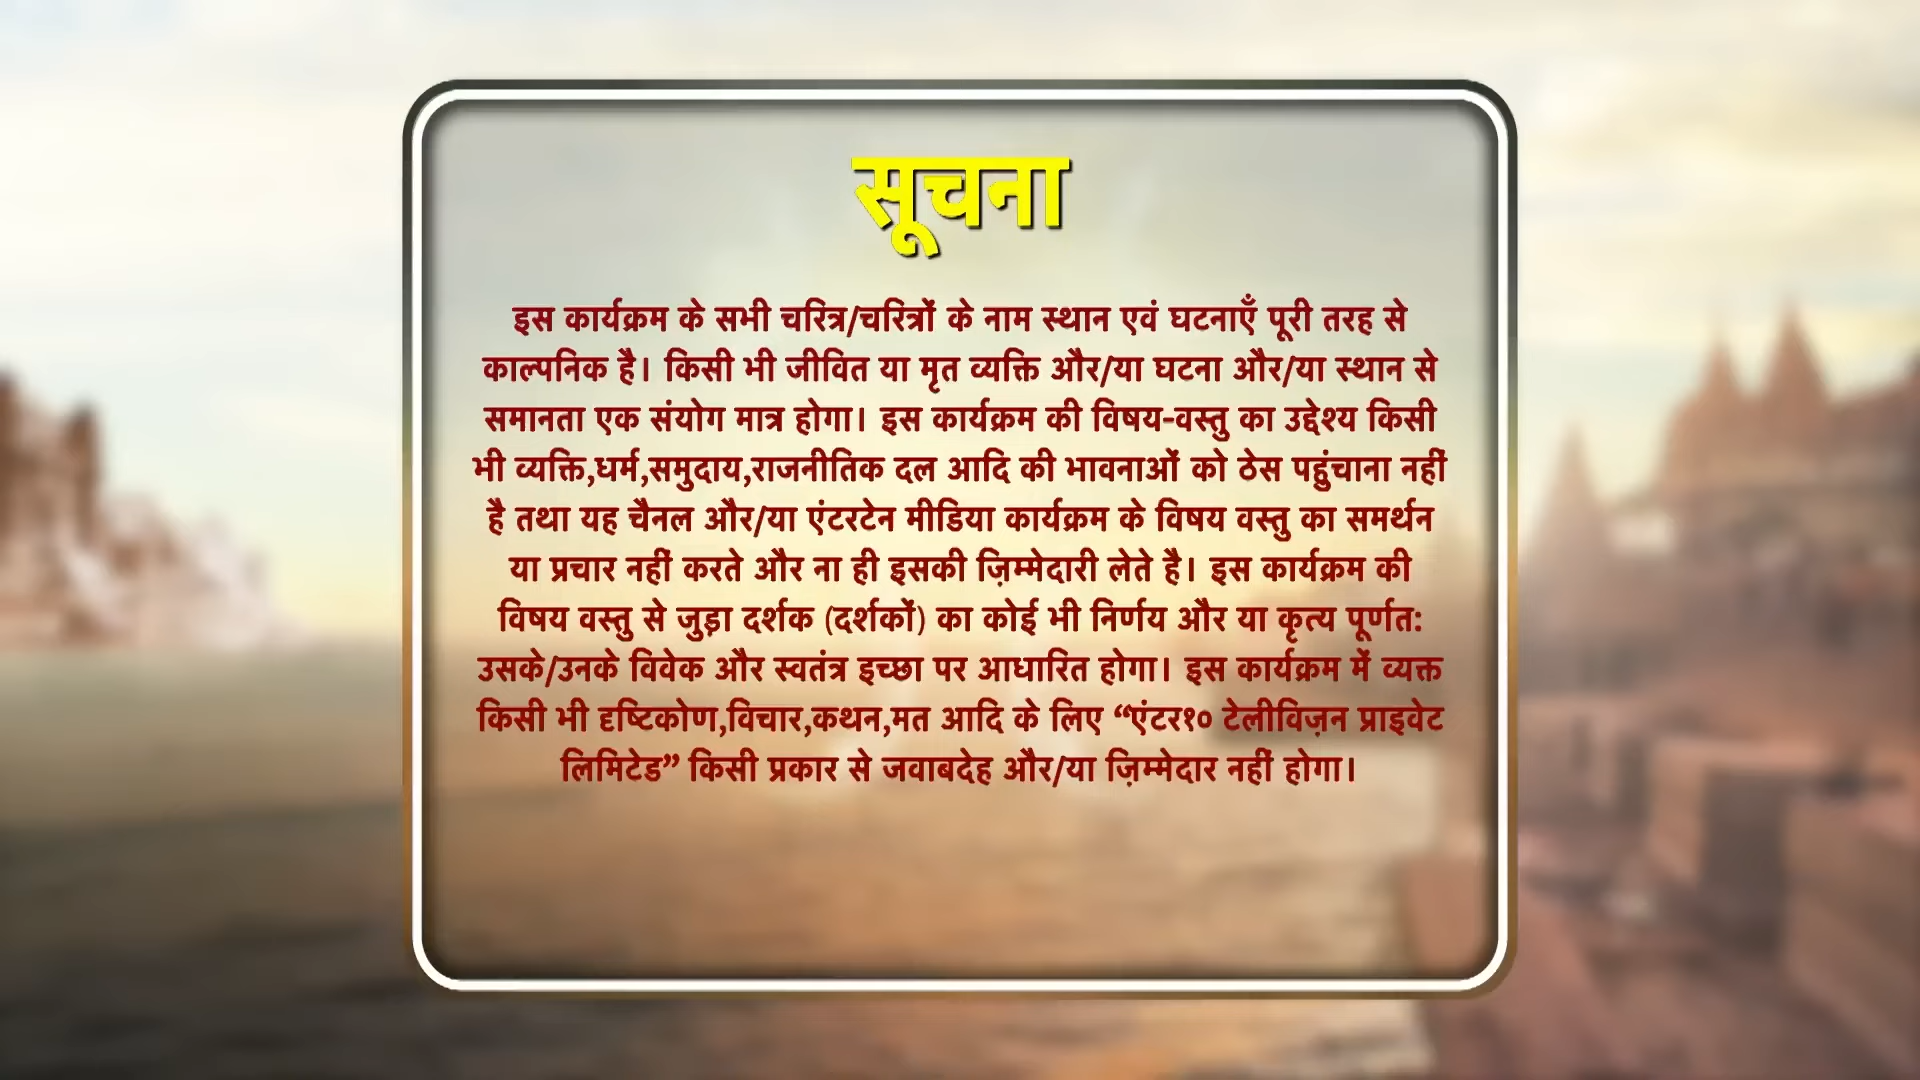 सूचना
इस कार्यक्रम के सभी चरित्र/चरित्रों के नाम स्थान एवं घटनाएँ पूरी तरह से
काल्पनिक है। किसी भी जीवित या मृत व्यक्ति और/या घटना और/या स्थान से
समानता एक संयोग मात्र होगा। इस कार्यक्रम की विषय-वस्तु का उद्देश्य किसी
भी व्यक्ति,धर्म,समुदाय,राजनीतिक दल आदि की भावनाओं को ठेस पहुंचाना नहीं
है तथा यह चैनल और/या एंटरटेन मीडिया कार्यक्रम के विषय वस्तु का समर्थन
या प्रचार नहीं करते और ना ही इसकी ज़िम्मेदारी लेते है। इस कार्यक्रम की
विषय वस्तु से जुड़ा दर्शक (दर्शकों) का कोई भी निर्णय और या कृत्य पूर्णत:
उसके/उनके विवेक और स्वतंत्र इच्छा पर आधारित होगा। इस कार्यक्रम में व्यक्त
किसी भी दृष्टिकोण,विचार,कथन,मत आदि के लिए “एंटर१० टेलीविज़न प्राइवेट
लिमिटेड” किसी प्रकार से जवाबदेह और/या ज़िम्मेदार नहीं होगा।